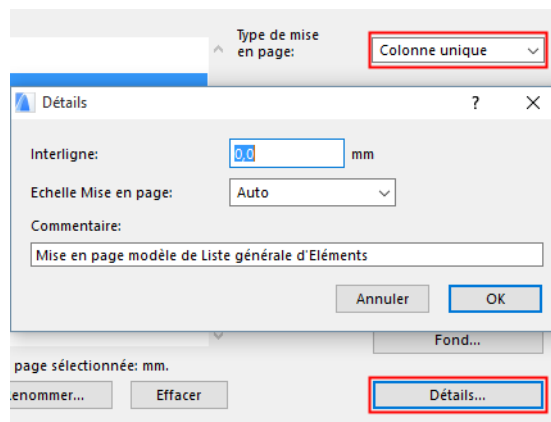 Type de mise
en page:
Colonne unique
Détails
?
Interligne:
0,0
mm
Echelle Mise en page:
Auto
Commentaire:
Mise en page modèle de Liste générale d'Eléments
Annuler
OK
Fond...
page sélectionnée: mm.
enommer...
Effacer
Détails...